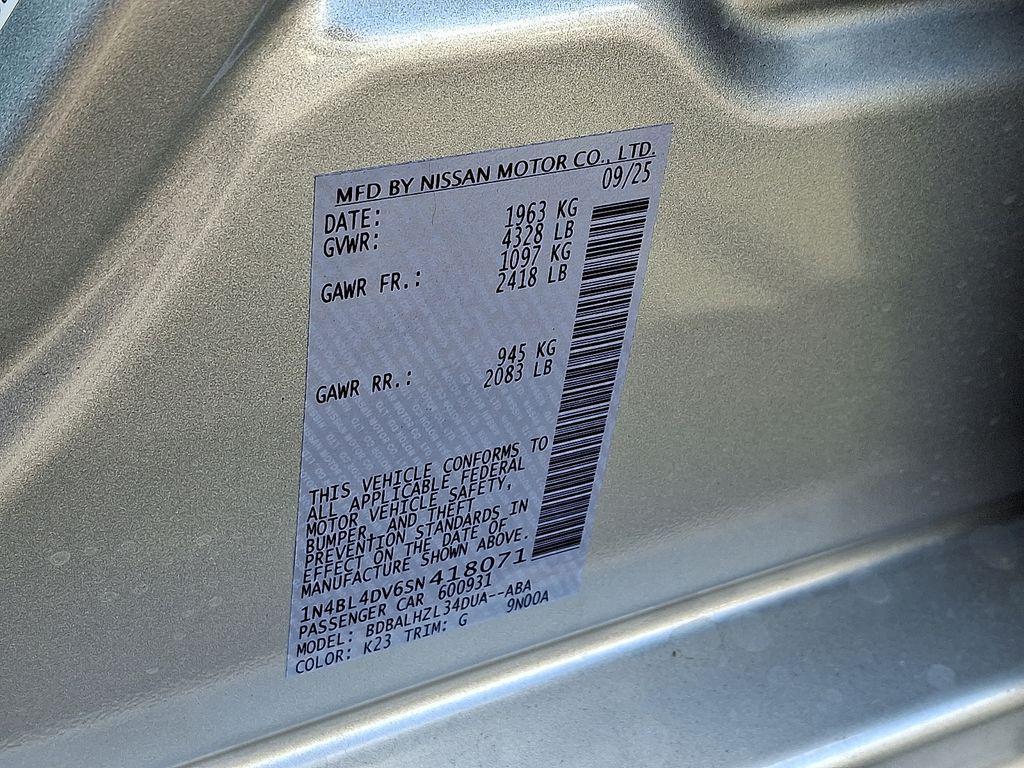 MFD BY NISSAN MOTOR CO., LTD.
DATE: 09/25
GVWR: 1963 KG
4328 LB
GAWR FR.: 1097 KG
2418 LB
GAWR RR.: 945 KG
2083 LB
THIS VEHICLE CONFORMS TO
ALL APPLICABLE FEDERAL
MOTOR VEHICLE SAFETY,
BUMPER, AND THEFT
PREVENTION STANDARDS IN
EFFECT ON THE DATE OF
MANUFACTURE SHOWN ABOVE.
1N4BL4DV6SN418071
PASSENGER CAR 600931
MODEL: BDBALHZL34DUA--ABA
COLOR: K23 TRIM: G 9N00A